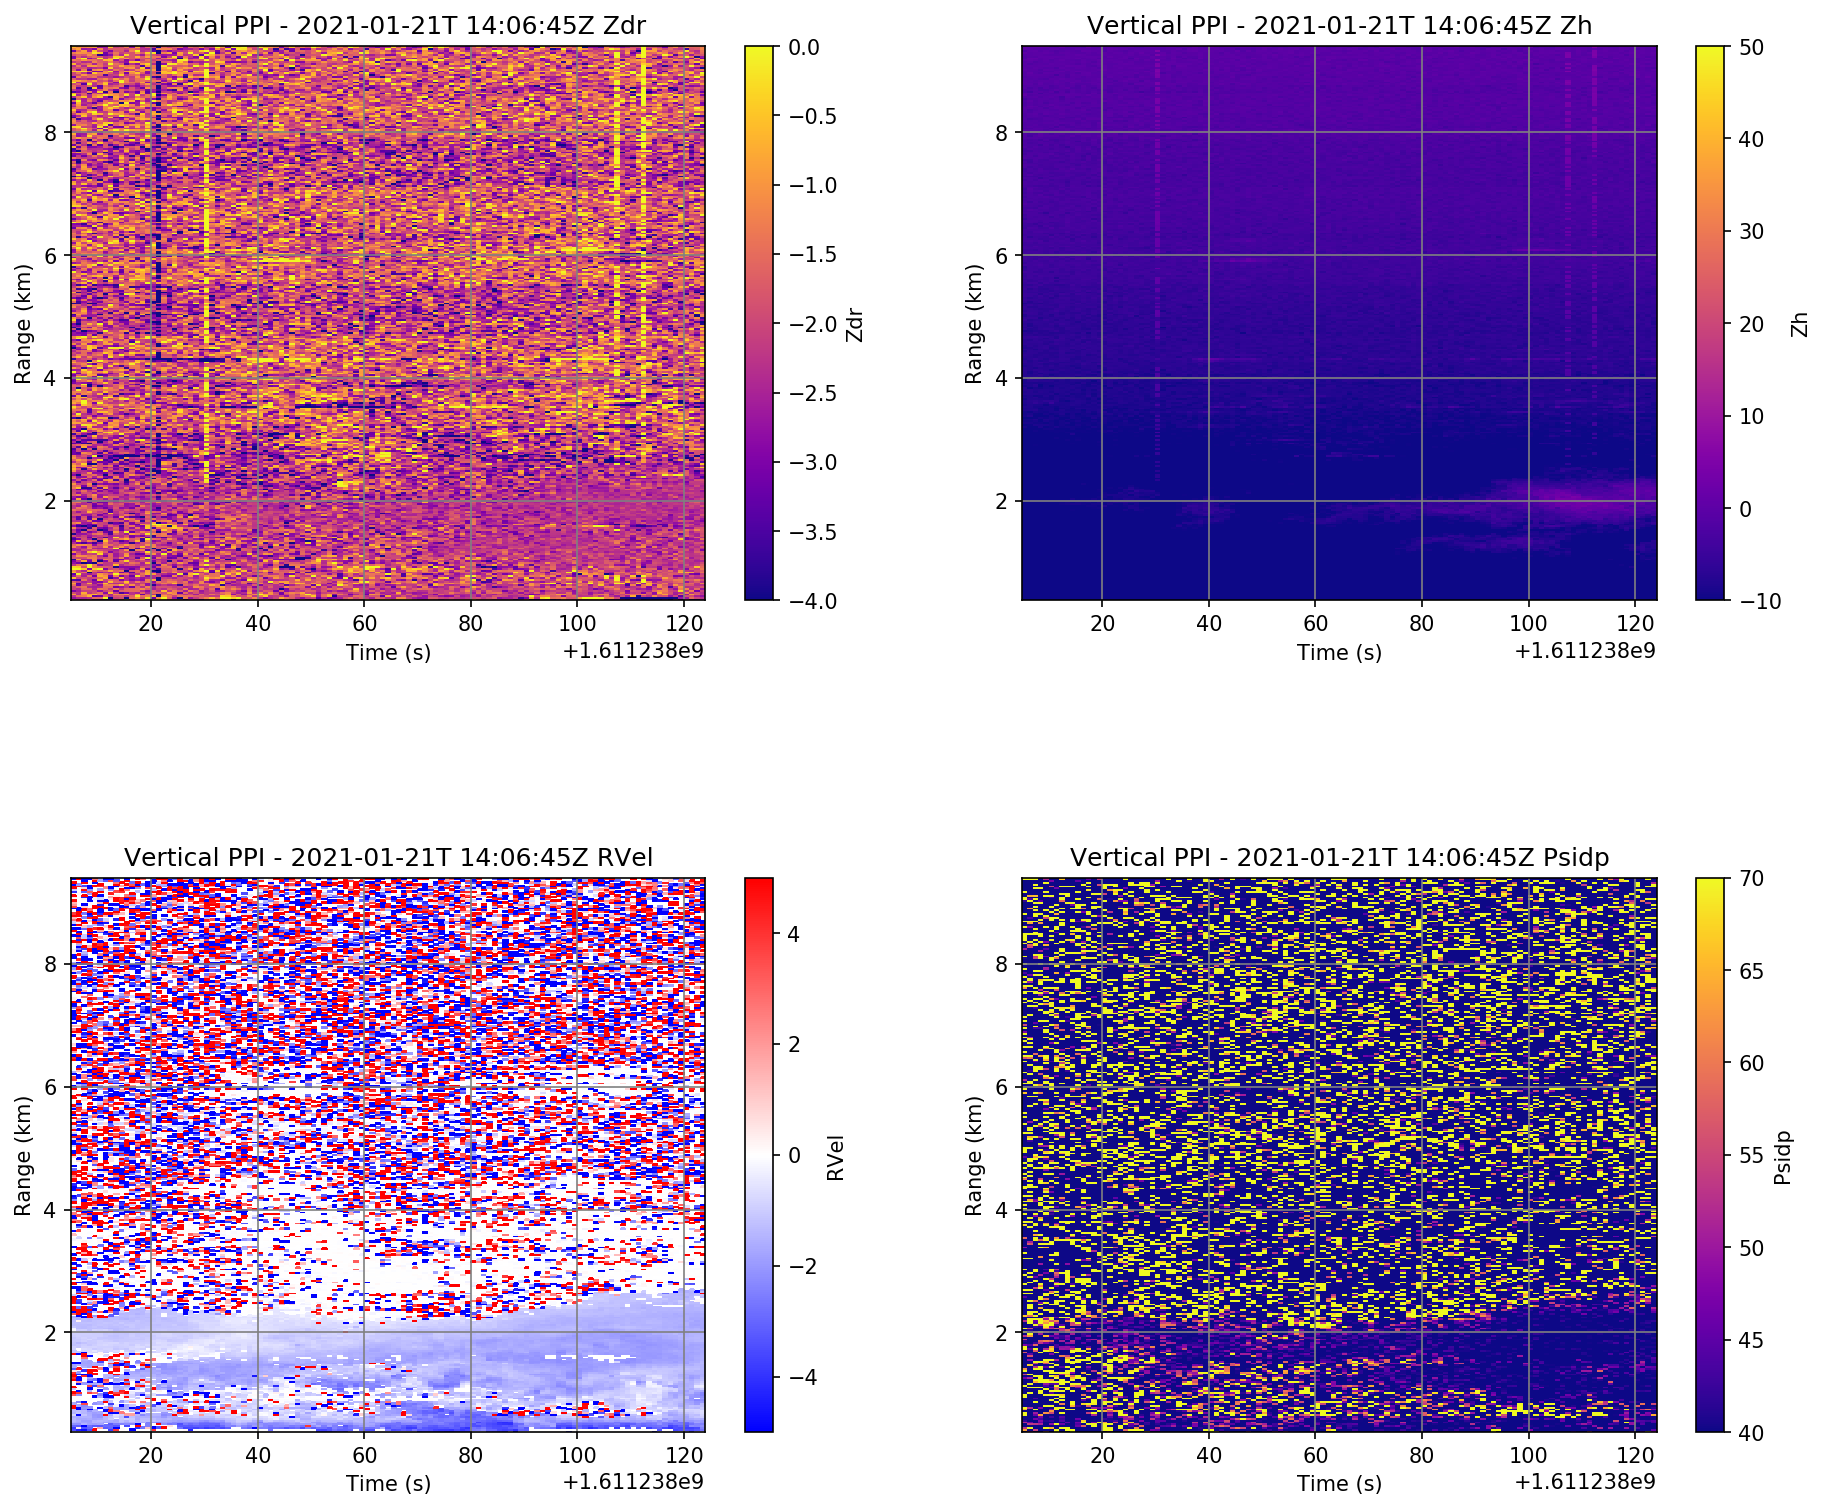 Vertical PPI - 2021-01-21T 14:06:45Z Zdr
Range (km)
8
6
4
2
20 40 60 80 100 120
Time (s)
+1.611238e9
0.0
−0.5
−1.0
−1.5
−2.0
−2.5
−3.0
−3.5
−4.0
Zdr
Vertical PPI - 2021-01-21T 14:06:45Z Zh
Range (km)
8
6
4
2
20 40 60 80 100 120
Time (s)
+1.611238e9
50
40
30
20
10
0
−10
Zh
Vertical PPI - 2021-01-21T 14:06:45Z RVel
Range (km)
8
6
4
2
20 40 60 80 100 120
Time (s)
+1.611238e9
4
2
0
−2
−4
RVel
Vertical PPI - 2021-01-21T 14:06:45Z Psidp
Range (km)
8
6
4
2
20 40 60 80 100 120
Time (s)
+1.611238e9
70
65
60
55
50
45
40
Psidp